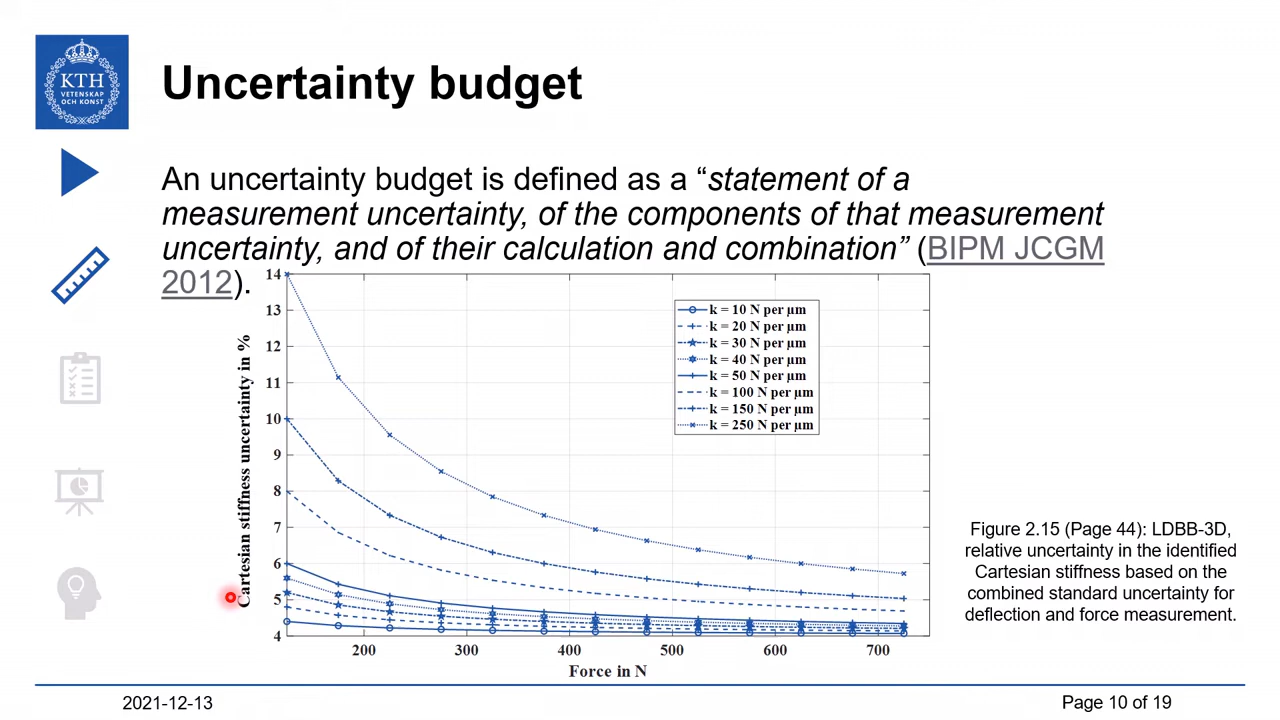 KTH
VETENSKAP
OCH KONST
Uncertainty budget
An uncertainty budget is defined as a “statement of a
measurement uncertainty, of the components of that measurement
uncertainty, and of their calculation and combination” (BIPM JCGM
2012).
14
13
12
11
10
9
8
7
6
5
4
Cartesian stiffness uncertainty in %
k = 10 N per µm
k = 20 N per µm
k = 30 N per µm
k = 40 N per µm
k = 50 N per µm
k = 100 N per µm
k = 150 N per µm
k = 250 N per µm
200 300 400 500 600 700
Force in N
Figure 2.15 (Page 44): LDBB-3D,
relative uncertainty in the identified
Cartesian stiffness based on the
combined standard uncertainty for
deflection and force measurement.
2021-12-13
Page 10 of 19